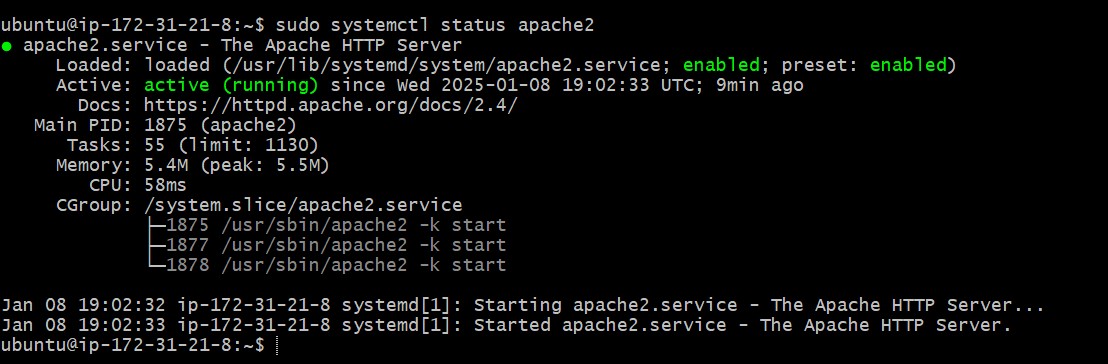 ubuntu@ip-172-31-21-8:~$ sudo systemctl status apache2
● apache2.service - The Apache HTTP Server
     Loaded: loaded (/usr/lib/systemd/system/apache2.service; enabled; preset: enabled)
     Active: active (running) since Wed 2025-01-08 19:02:33 UTC; 9min ago
       Docs: https://httpd.apache.org/docs/2.4/
   Main PID: 1875 (apache2)
      Tasks: 55 (limit: 1130)
     Memory: 5.4M (peak: 5.5M)
        CPU: 58ms
     CGroup: /system.slice/apache2.service
             ├─1875 /usr/sbin/apache2 -k start
             ├─1877 /usr/sbin/apache2 -k start
             └─1878 /usr/sbin/apache2 -k start

Jan 08 19:02:32 ip-172-31-21-8 systemd[1]: Starting apache2.service - The Apache HTTP Server...
Jan 08 19:02:33 ip-172-31-21-8 systemd[1]: Started apache2.service - The Apache HTTP Server.
ubuntu@ip-172-31-21-8:~$